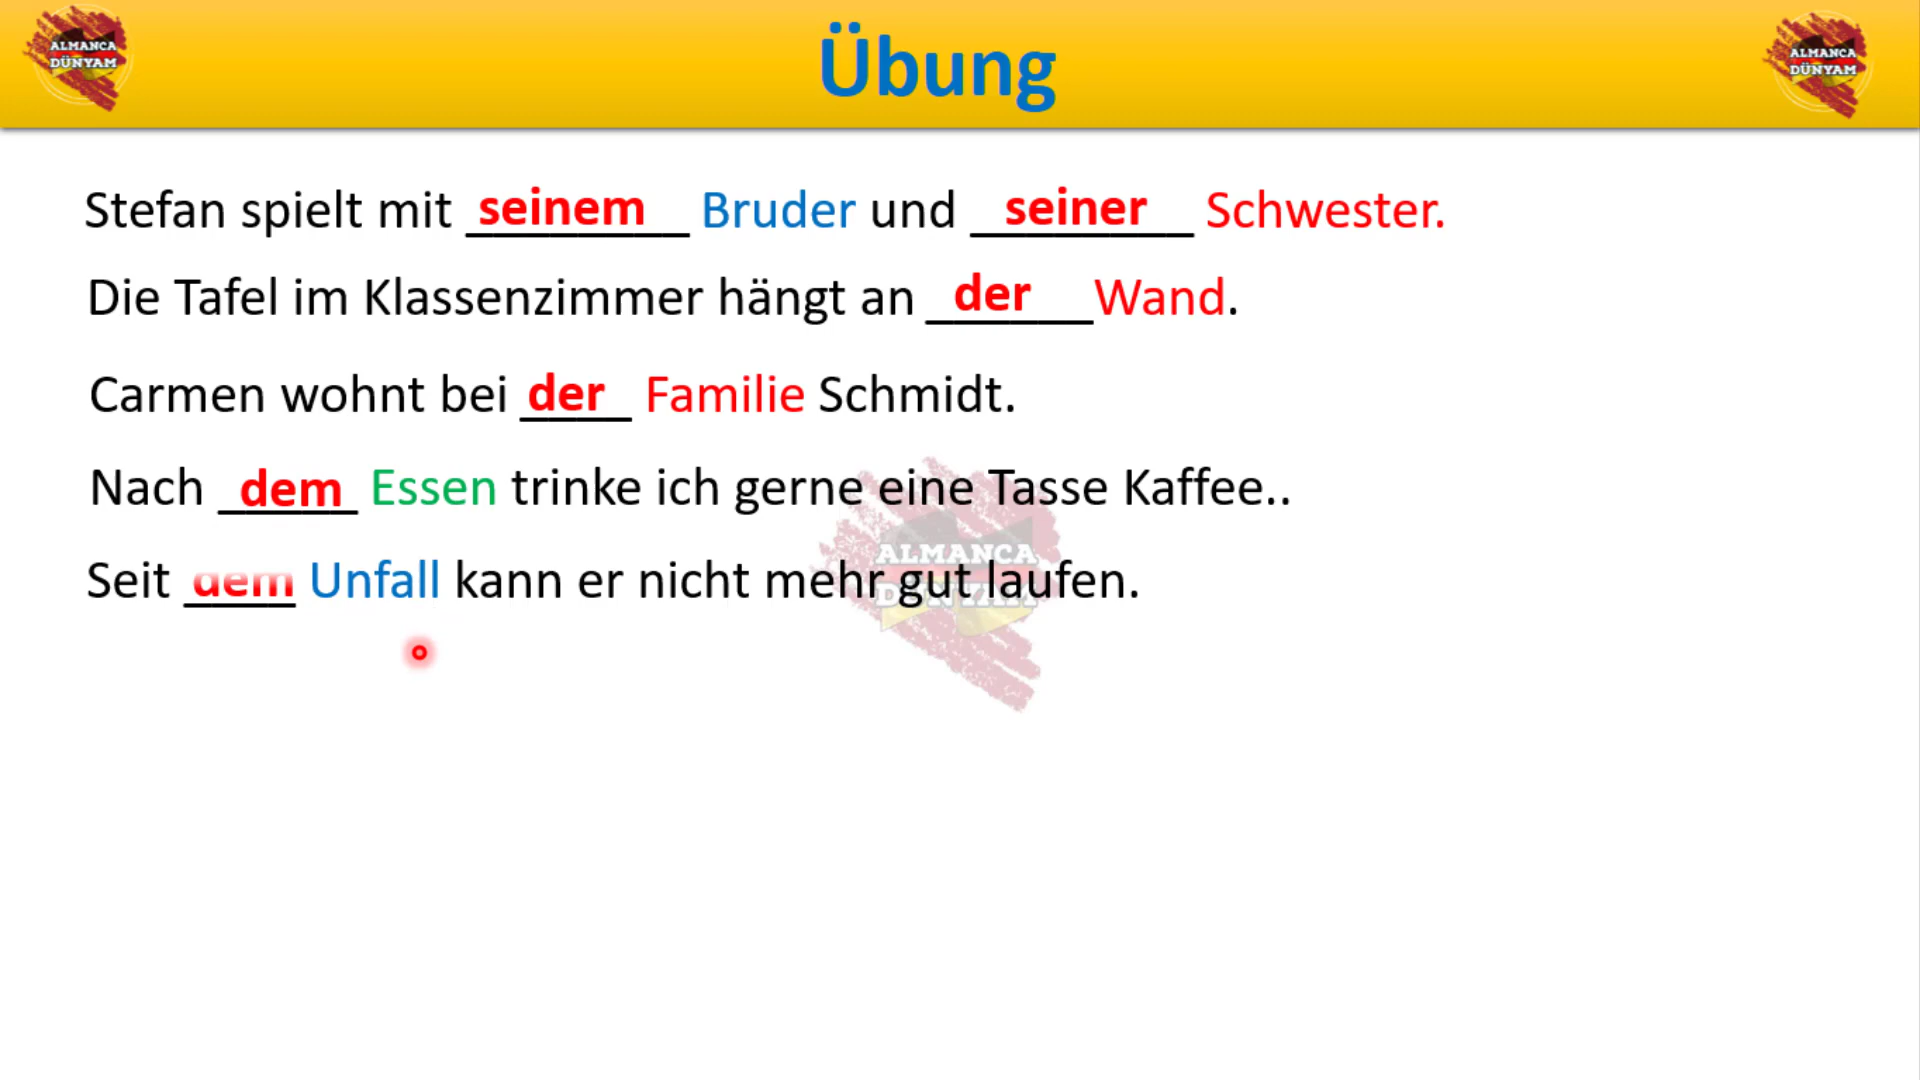 ALMANCA
DÜNYAM
Übung
ALMANCA
DÜNYAM
Stefan spielt mit seinem Bruder und seiner Schwester.
Die Tafel im Klassenzimmer hängt an der Wand.
Carmen wohnt bei der Familie Schmidt.
Nach dem Essen trinke ich gerne eine Tasse Kaffee..
Seit dem Unfall kann er nicht mehr gut laufen.
ALMANCA
DÜNYAM